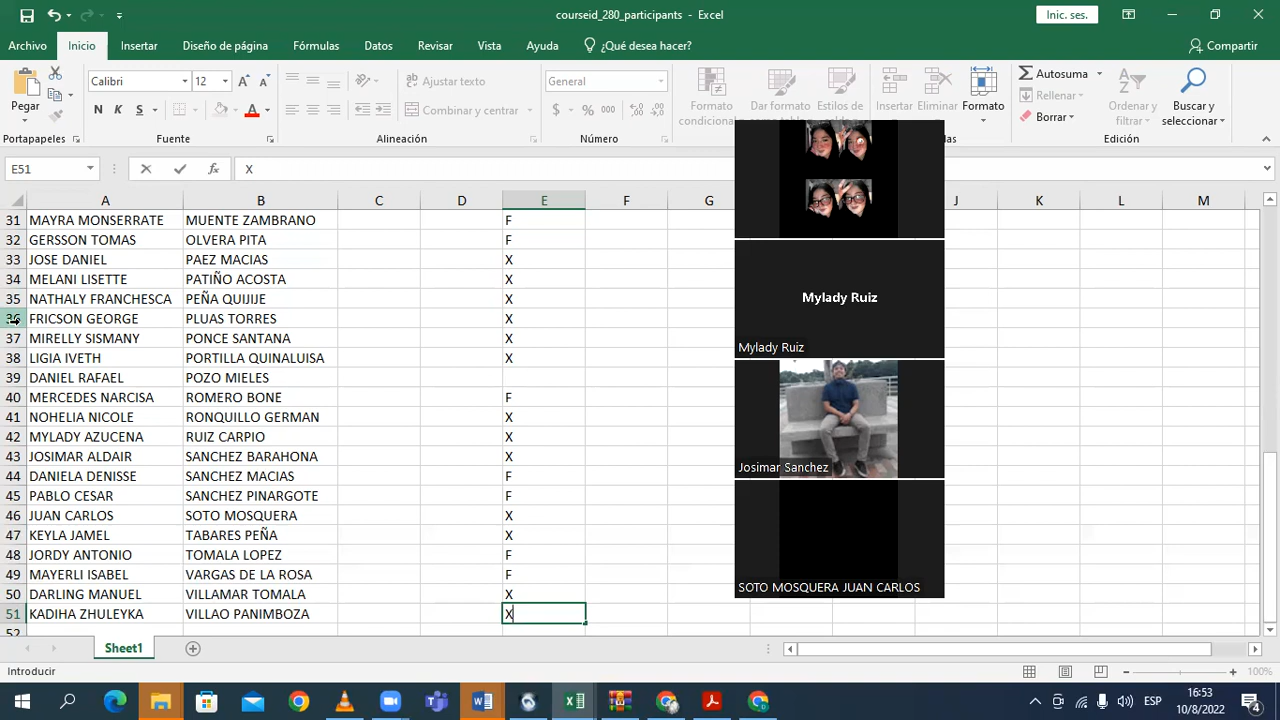 courseid_280_participants - Excel
Inic. ses.
Archivo Inicio Insertar Diseño de página Fórmulas Datos Revisar Vista Ayuda ¿Qué desea hacer? Compartir
Pegar
Calibri 12
N K S
Ajustar texto
Combinar y centrar
General
$ % 000
Formato condicional
Dar formato
Estilos de
Insertar Eliminar Formato
Autosuma
Rellenar
Borrar
Ordenar y filtrar
Buscar y seleccionar
Portapapeles Fuente Alineación Número Edición
E51 X
A B C D E F G J K L M
31 MAYRA MONSERRATE MUENTE ZAMBRANO F
32 GERSSON TOMAS OLVERA PITA F
33 JOSE DANIEL PAEZ MACIAS X
34 MELANI LISETTE PATIÑO ACOSTA X
35 NATHALY FRANCHESCA PEÑA QUIJIJE X
36 FRICSON GEORGE PLUAS TORRES X
37 MIRELLY SISMANY PONCE SANTANA X
38 LIGIA IVETH PORTILLA QUINALUISA X
39 DANIEL RAFAEL POZO MIELES
40 MERCEDES NARCISA ROMERO BONE F
41 NOHELIA NICOLE RONQUILLO GERMAN X
42 MYLADY AZUCENA RUIZ CARPIO X
43 JOSIMAR ALDAIR SANCHEZ BARAHONA X
44 DANIELA DENISSE SANCHEZ MACIAS F
45 PABLO CESAR SANCHEZ PINARGOTE F
46 JUAN CARLOS SOTO MOSQUERA X
47 KEYLA JAMEL TABARES PEÑA X
48 JORDY ANTONIO TOMALA LOPEZ F
49 MAYERLI ISABEL VARGAS DE LA ROSA F
50 DARLING MANUEL VILLAMAR TOMALA X
51 KADIHA ZHULEYKA VILLAO PANIMBOZA X
52
Mylady Ruiz
Mylady Ruiz
Josimar Sanchez
SOTO MOSQUERA JUAN CARLOS
Sheet1
Introducir
100%
ESP
16:53
10/8/2022
4